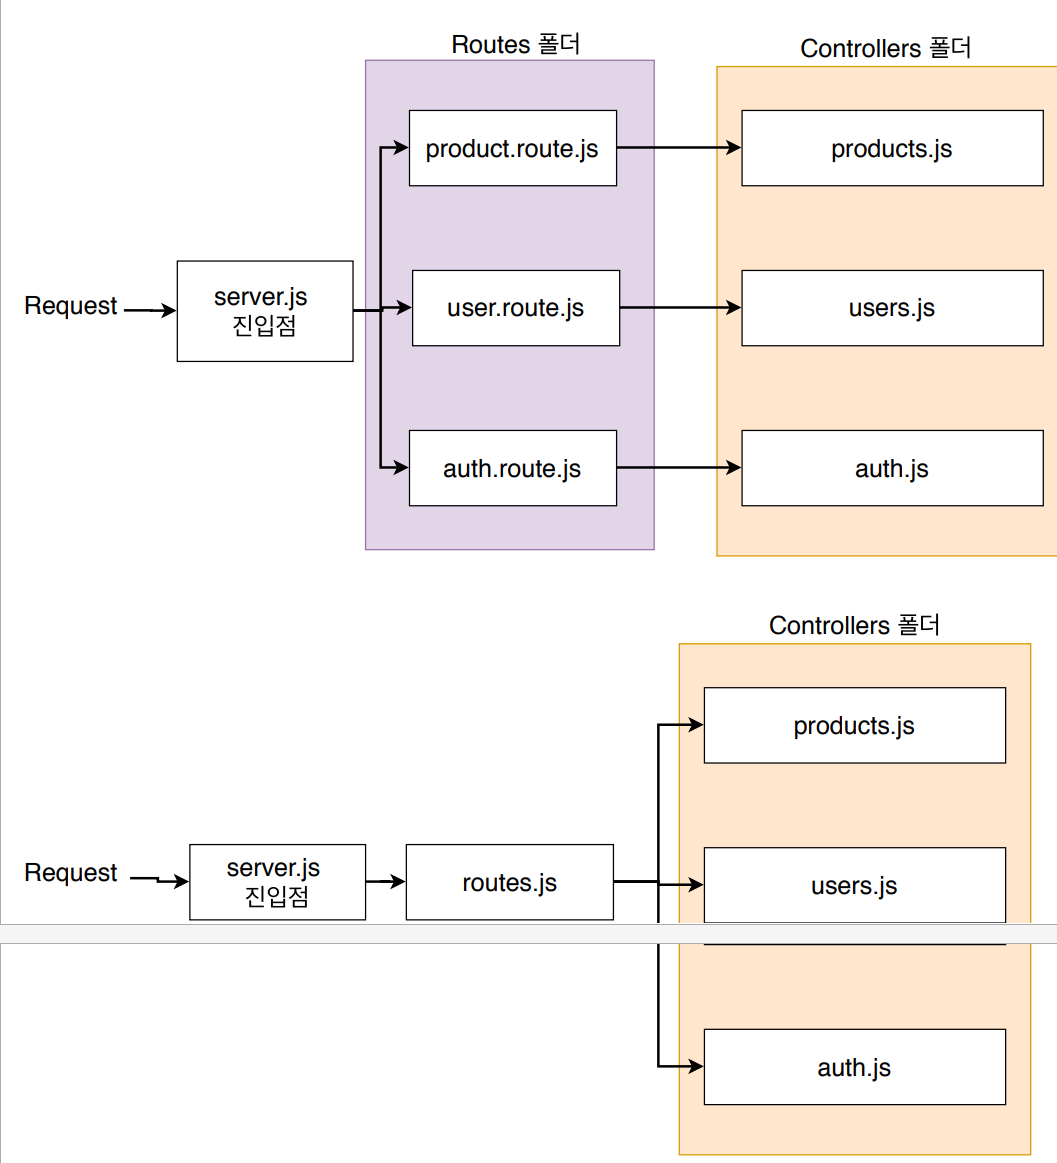 Routes 폴더
Controllers 폴더
product.route.js
products.js
Request
server.js
진입점
user.route.js
users.js
auth.route.js
auth.js
Controllers 폴더
products.js
Request
server.js
진입점
routes.js
users.js
auth.js